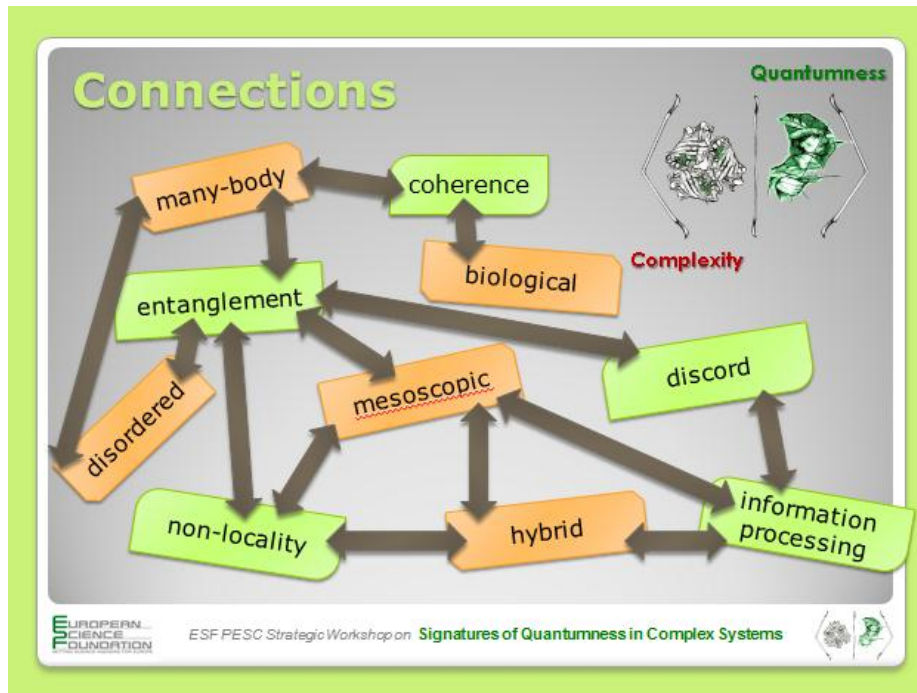 Connections
Quantumness
many-body
coherence
Complexity
biological
entanglement
discord
mesoscopic
disordered
information
processing
non-locality
hybrid
EUROPEAN
SCIENCE
FOUNDATION
ESF PESC Strategic Workshop on Signatures of Quantumness in Complex Systems